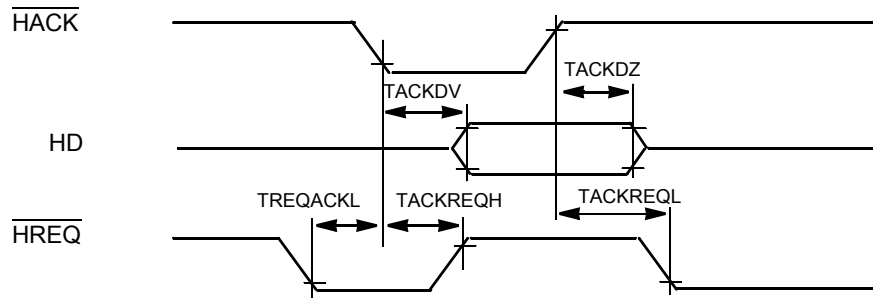 HACK
TACKDZ
TACKDV
HD
TREQACKL TACKREQH TACKREQL
HREQ